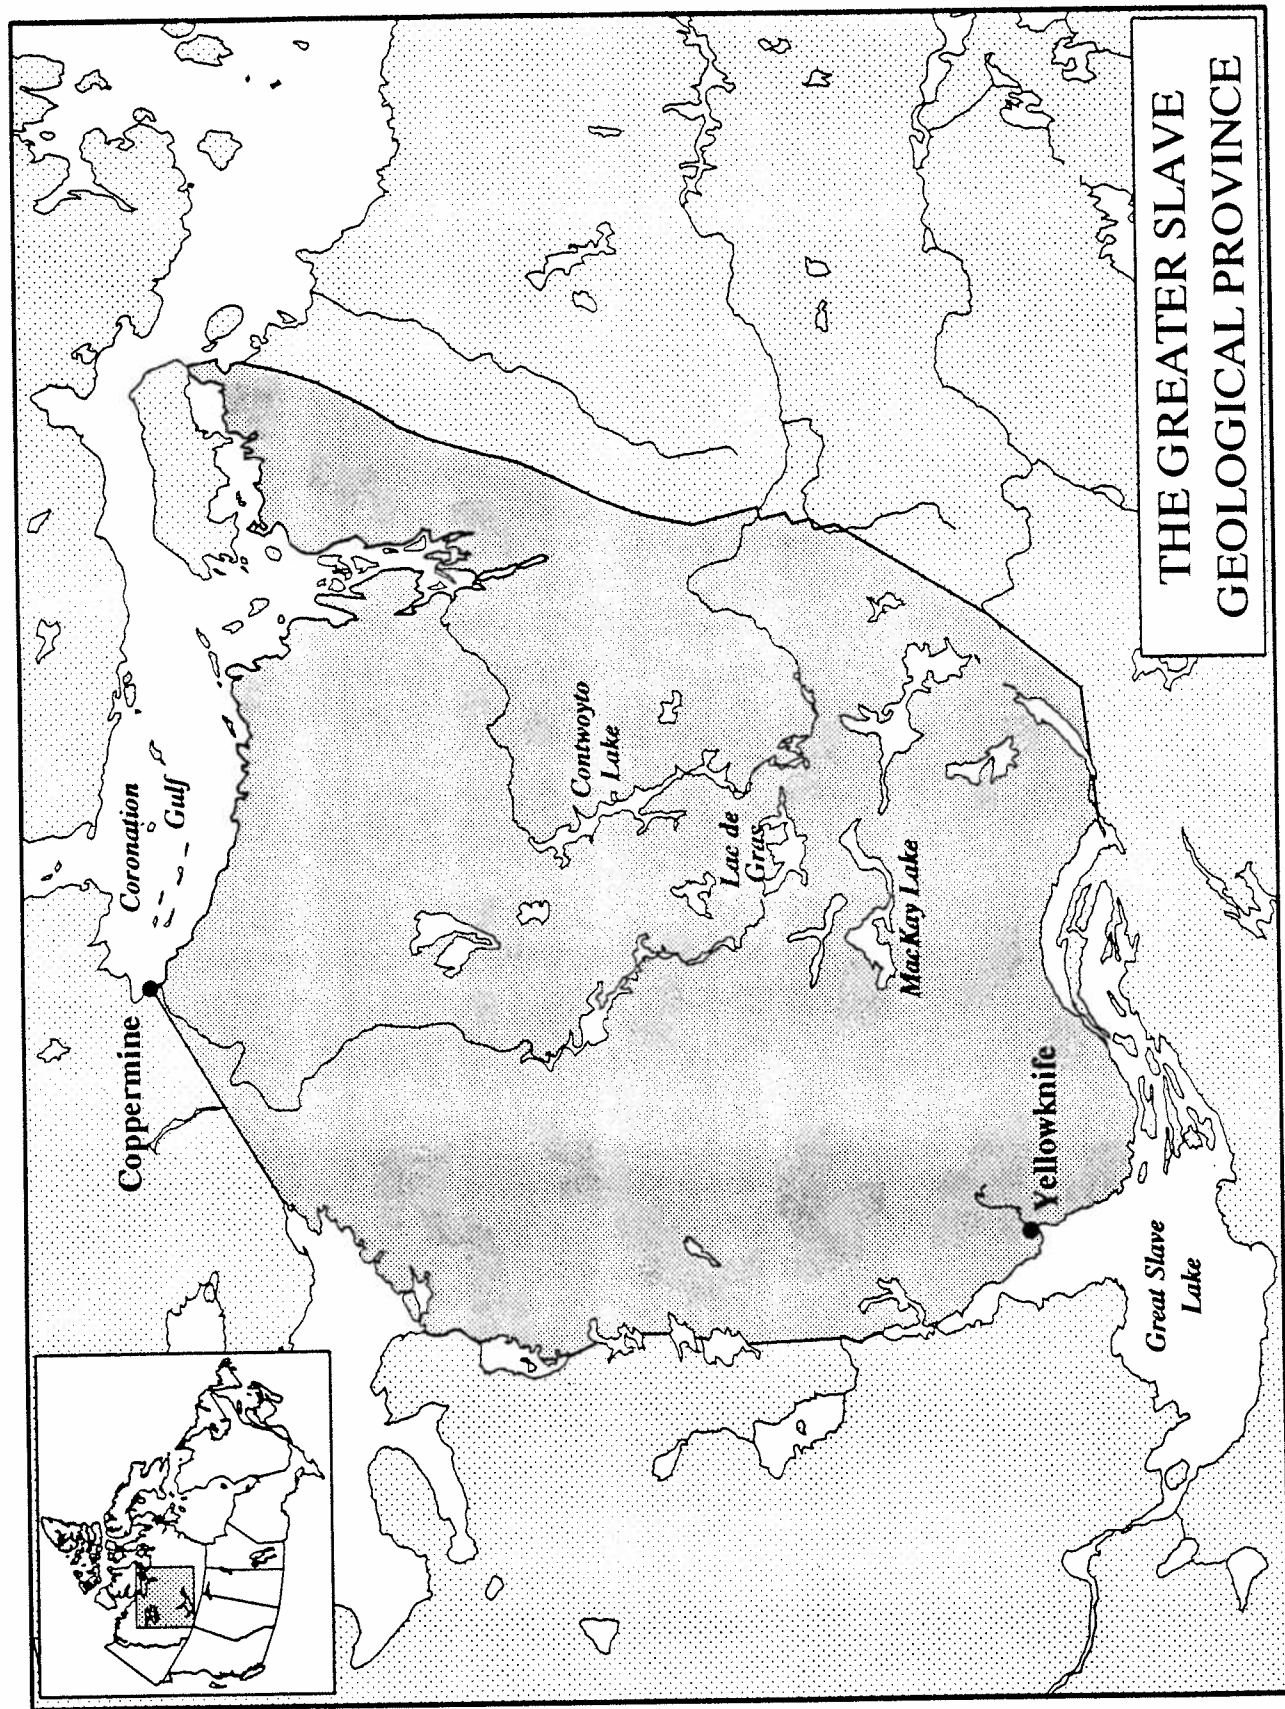 Coppermine
Coronation
Gulf
Contwoyto
Lake
Lac de
Gras
MacKay Lake
Yellowknife
Great Slave
Lake
THE GREATER SLAVE
GEOLOGICAL PROVINCE